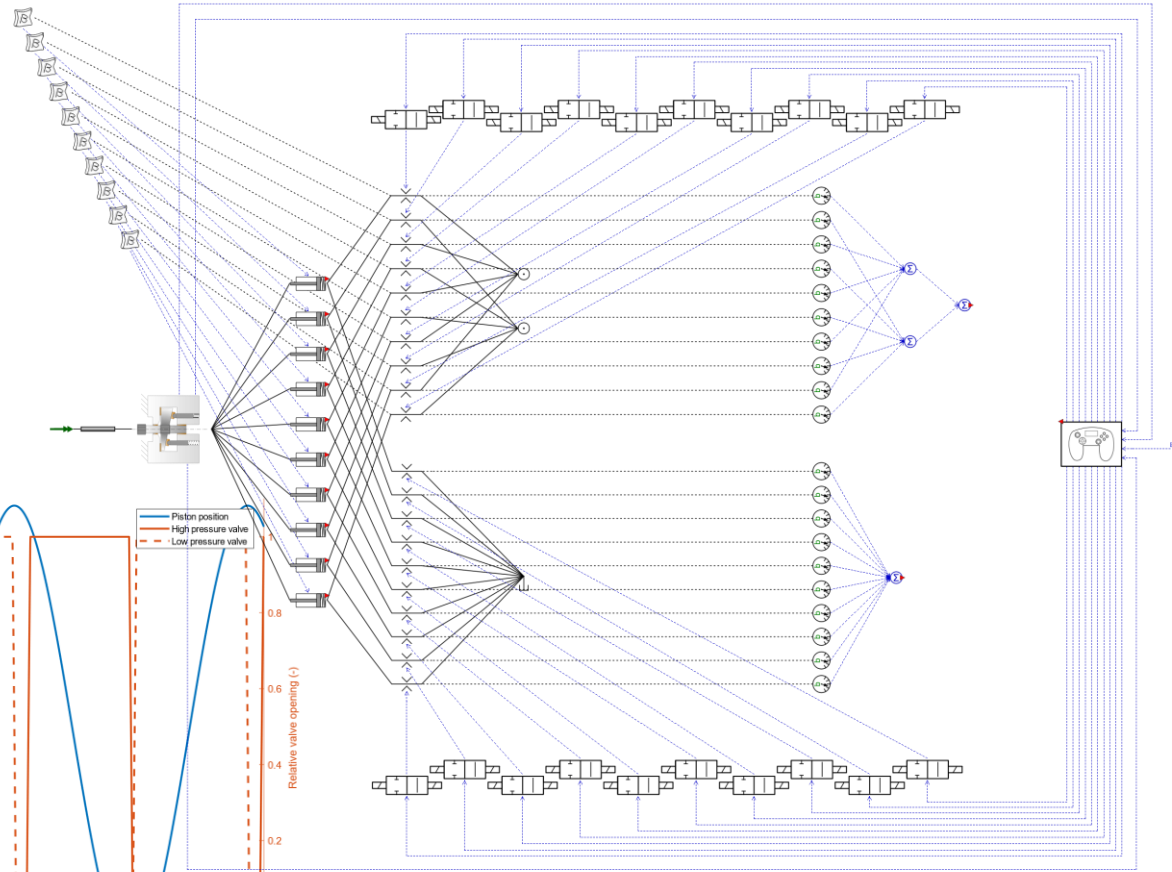 Piston position
High pressure valve
Low pressure valve
1
0.8
0.6
0.4
0.2
Relative valve opening (-)